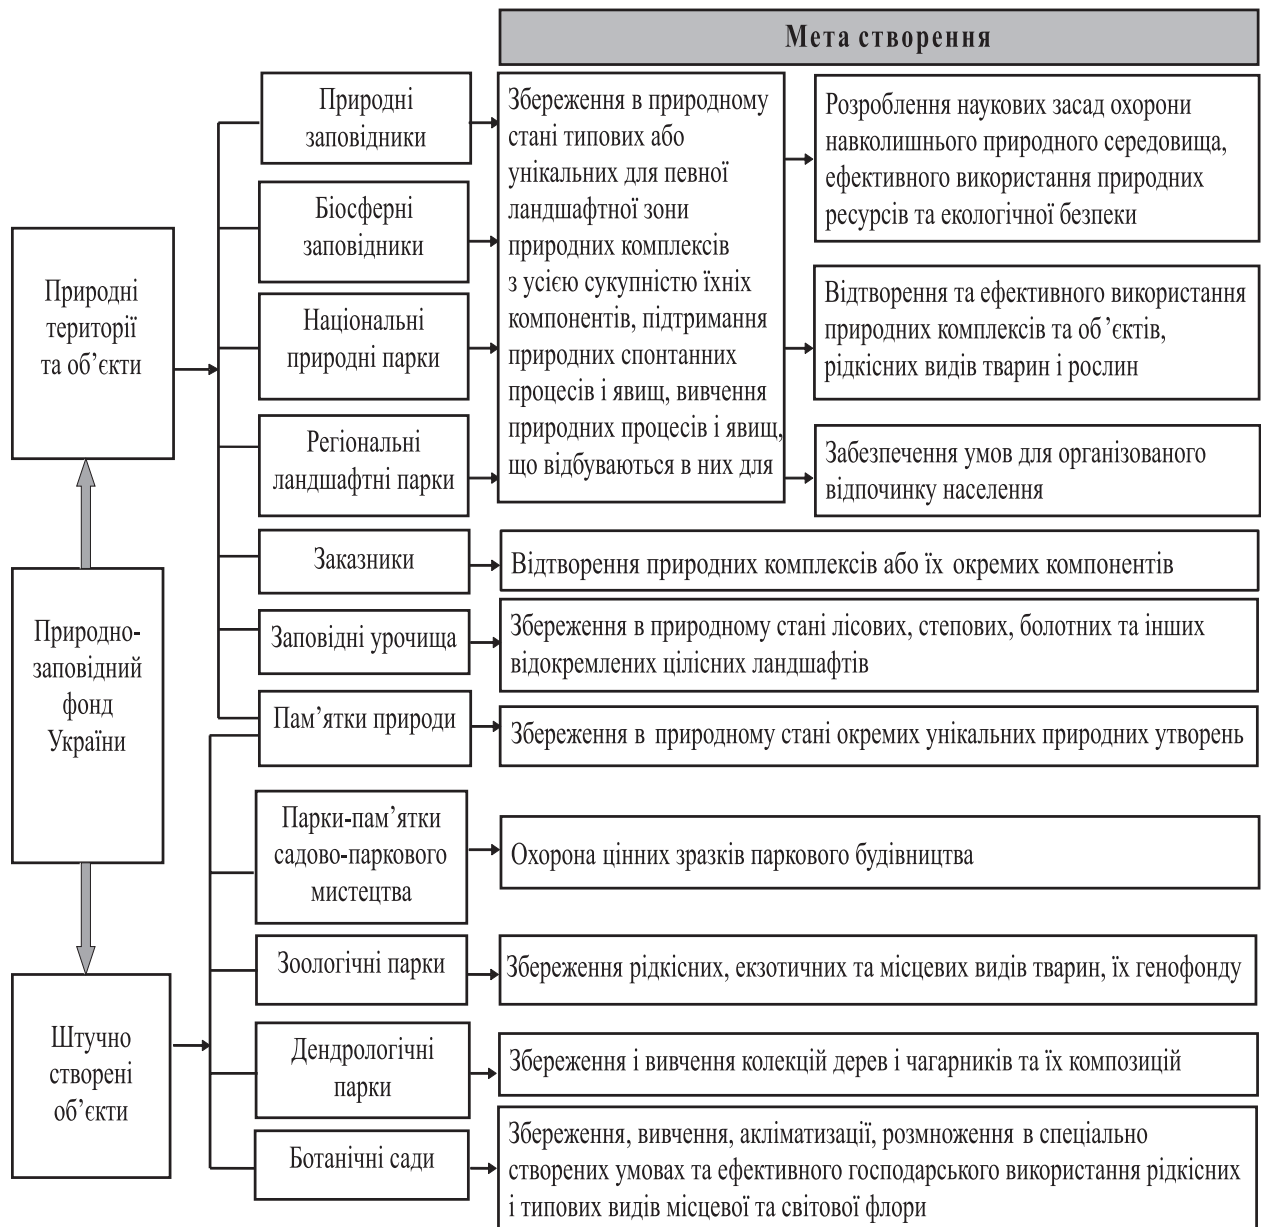 Мета створення
Природні
заповідники
Збереження в природному
стані типових або
унікальних для певної
ландшафтної зони
природних комплексів
з усією сукупністю їхніх
компонентів, підтримання
природних спонтанних
процесів і явищ, вивчення
природних процесів і явищ,
що відбуваються в них для
Розроблення наукових засад охорони
навколишнього природного середовища,
ефективного використання природних
ресурсів та екологічної безпеки
Біосферні
заповідники
Природні
території
та об’єкти
Національні
природні парки
Відтворення та ефективного використання
природних комплексів та об’єктів,
рідкісних видів тварин і рослин
Регіональні
ландшафтні парки
Забезпечення умов для організованого
відпочинку населення
Заказники
Відтворення природних комплексів або їх окремих компонентів
Природно-
заповідний
фонд
України
Заповідні урочища
Збереження в природному стані лісових, степових, болотних та інших
відокремлених цілісних ландшафтів
Пам’ятки природи
Збереження в природному стані окремих унікальних природних утворень
Парки-пам’ятки
садово-паркового
мистецтва
Охорона цінних зразків паркового будівництва
Зоологічні парки
Збереження рідкісних, екзотичних та місцевих видів тварин, їх генофонду
Штучно
створені
об’єкти
Дендрологічні
парки
Збереження і вивчення колекцій дерев і чагарників та їх композицій
Ботанічні сади
Збереження, вивчення, акліматизації, розмноження в спеціально
створених умовах та ефективного господарського використання рідкісних
і типових видів місцевої та світової флори